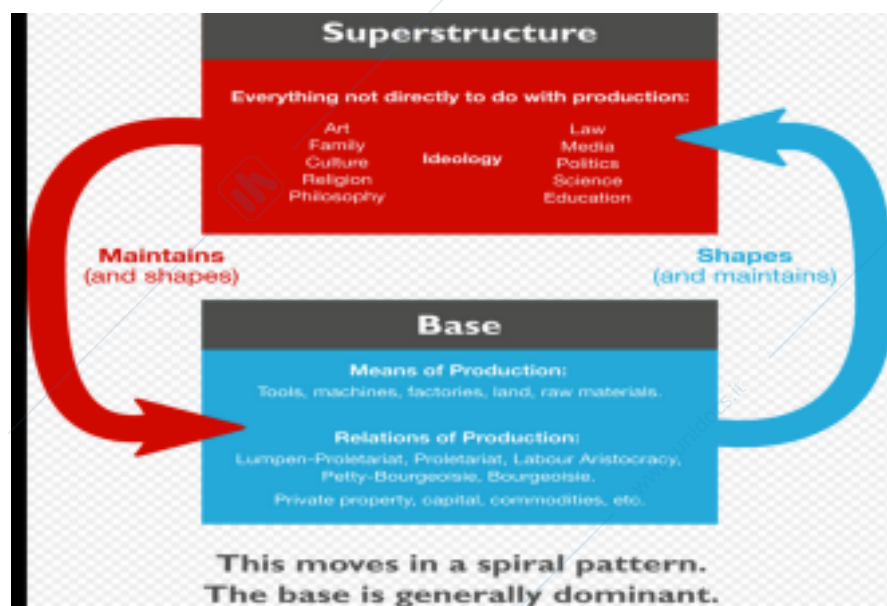 Superstructure
Everything not directly to do with production:
Art
Family
Culture
Religion
Philosophy
Ideology
Law
Media
Politics
Science
Education
Maintains
(and shapes)
Shapes
(and maintains)
Base
Means of Production:
Tools, machines, factories, land, raw materials.
Relations of Production:
Lumpen-Proletariat, Proletariat, Labour Aristocracy,
Petty-Bourgeoisie, Bourgeoisie.
Private property, capital, commodities, etc.
This moves in a spiral pattern.
The base is generally dominant.